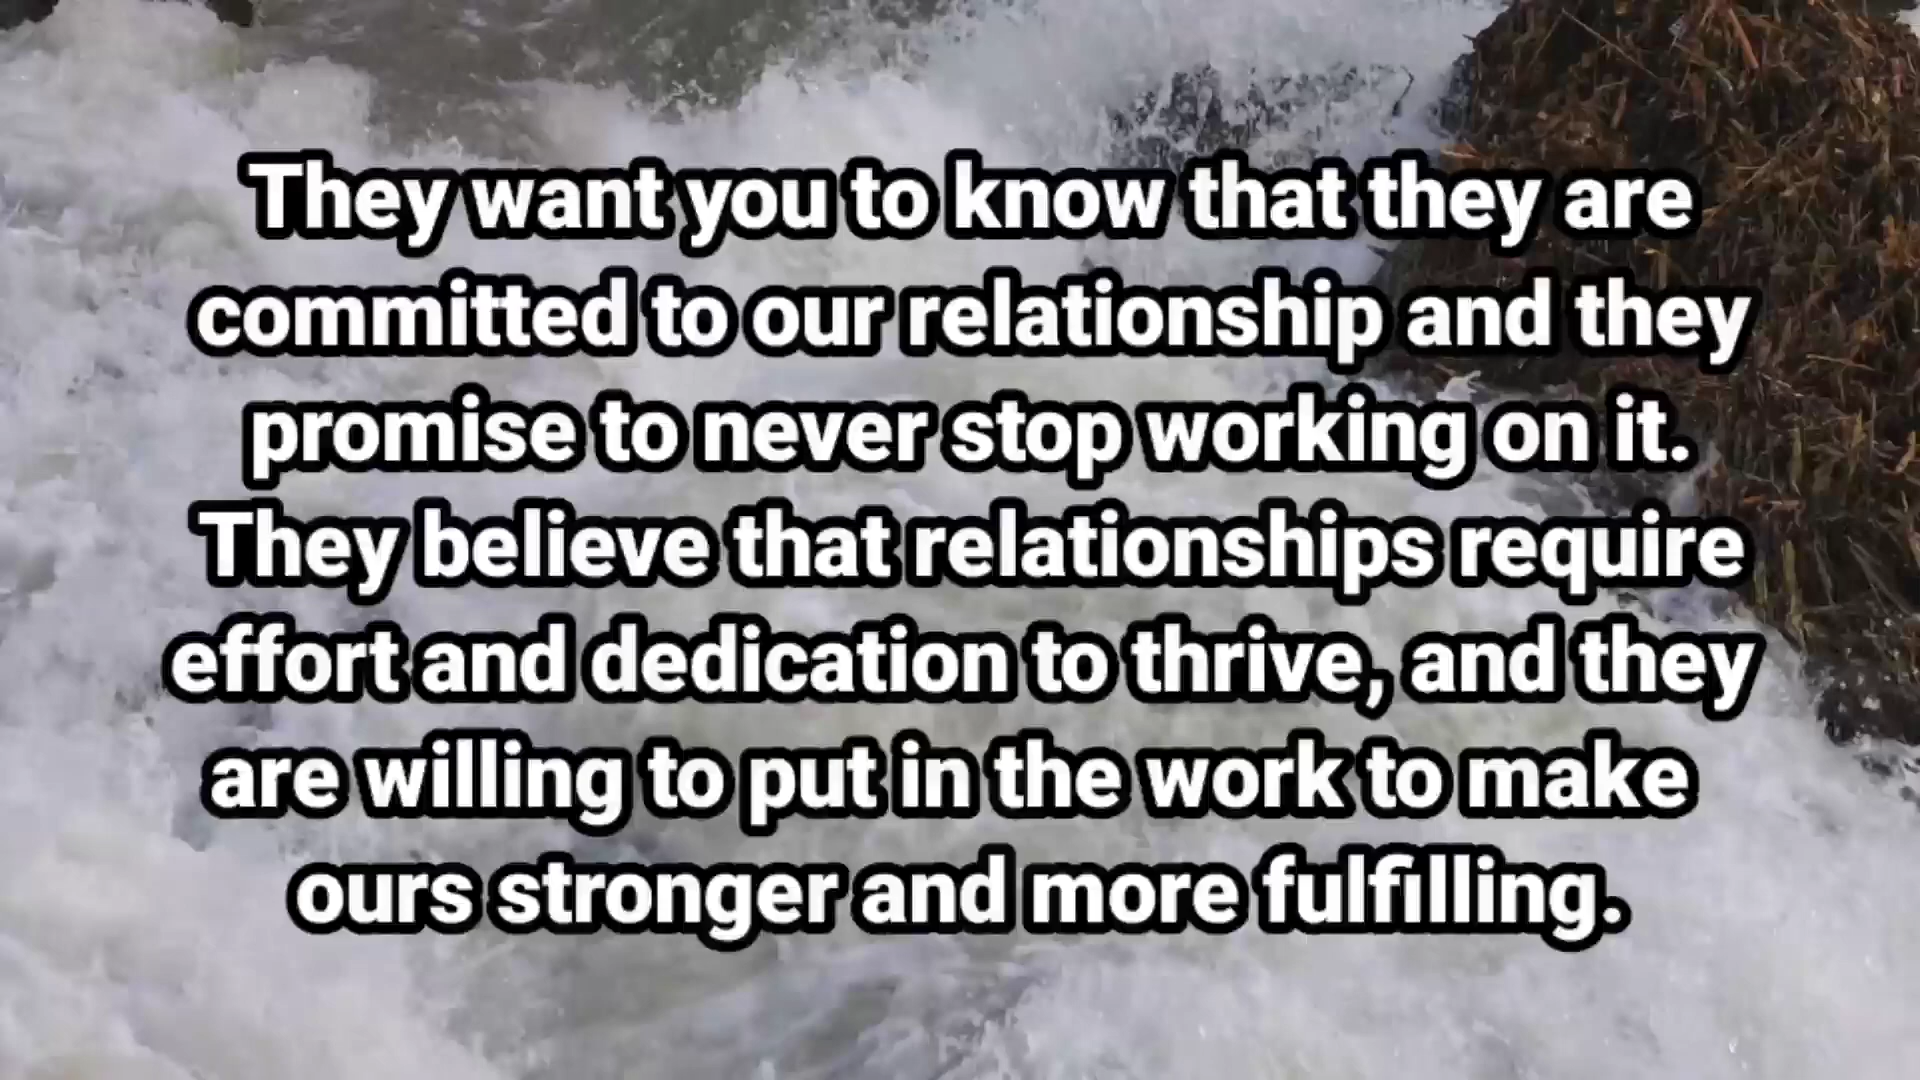 They want you to know that they are
committed to our relationship and they
promise to never stop working on it.
They believe that relationships require
effort and dedication to thrive, and they
are willing to put in the work to make
ours stronger and more fulfilling.